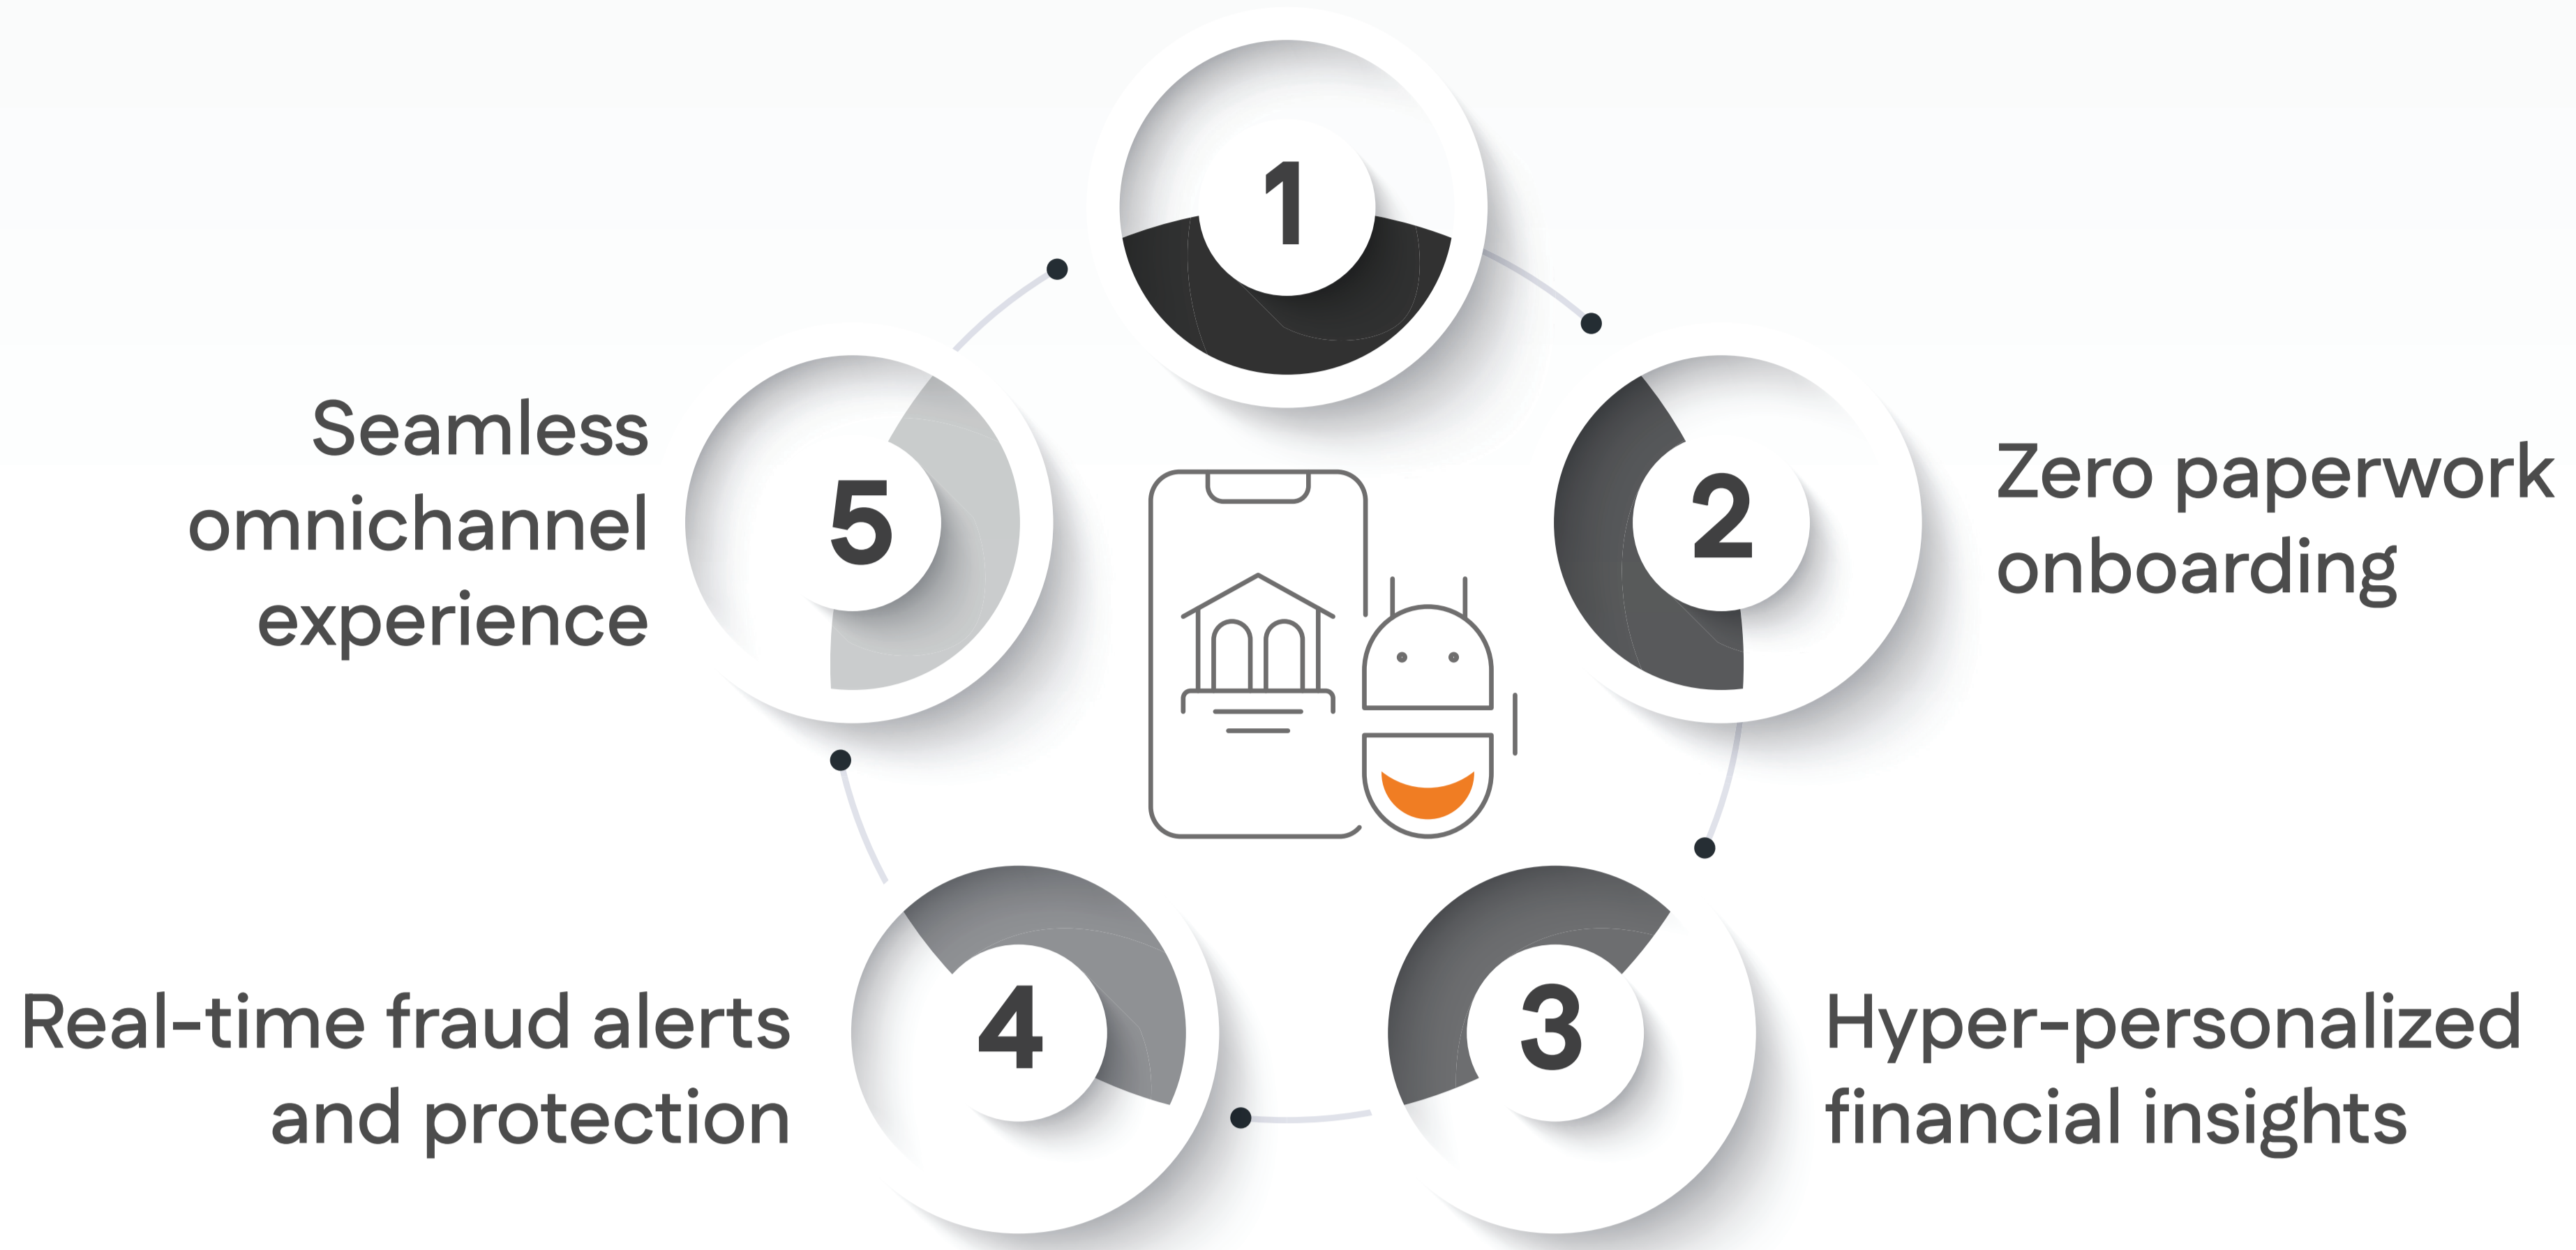 1
2
Zero paperwork
onboarding
3
Hyper-personalized
financial insights
4
Real-time fraud alerts
and protection
5
Seamless
omnichannel
experience